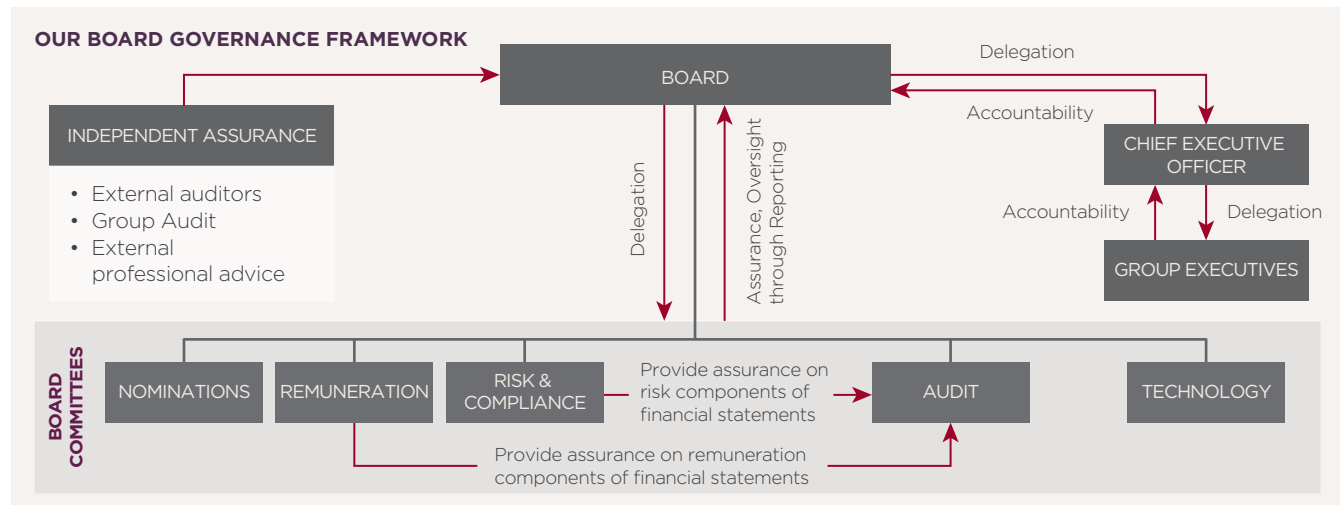 OUR BOARD GOVERNANCE FRAMEWORK
BOARD
Delegation
Accountability
INDEPENDENT ASSURANCE
• External auditors
• Group Audit
• External
professional advice
CHIEF EXECUTIVE
OFFICER
Accountability
Delegation
GROUP EXECUTIVES
Delegation
Assurance, Oversight
through Reporting
BOARD
COMMITTEES
NOMINATIONS
REMUNERATION
RISK &
COMPLIANCE
Provide assurance on
risk components of
financial statements
AUDIT
TECHNOLOGY
Provide assurance on remuneration
components of financial statements